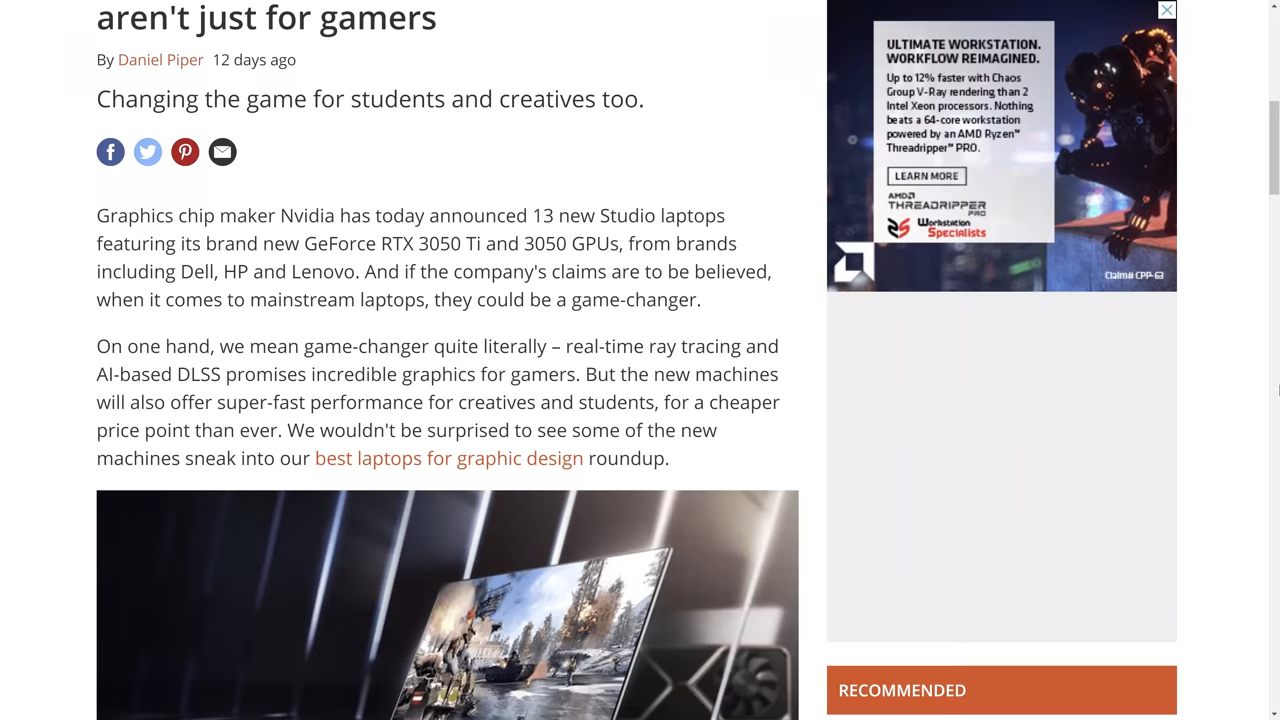 aren't just for gamers
By Daniel Piper 12 days ago
Changing the game for students and creatives too.
Graphics chip maker Nvidia has today announced 13 new Studio laptops
featuring its brand new GeForce RTX 3050 Ti and 3050 GPUs, from brands
including Dell, HP and Lenovo. And if the company's claims are to be believed,
when it comes to mainstream laptops, they could be a game-changer.
On one hand, we mean game-changer quite literally – real-time ray tracing and
AI-based DLSS promises incredible graphics for gamers. But the new machines
will also offer super-fast performance for creatives and students, for a cheaper
price point than ever. We wouldn't be surprised to see some of the new
machines sneak into our best laptops for graphic design roundup.
ULTIMATE WORKSTATION.
WORKFLOW REIMAGINED.
Up to 12% faster with Chaos
Group V-Ray rendering than 2
Intel Xeon processors. Nothing
beats a 64-core workstation
powered by an AMD Ryzen™
Threadripper™ PRO.
LEARN MORE
AMD
THREADRIPPER
PRO
Workstation
Specialists
Claim# CPP-63
RECOMMENDED